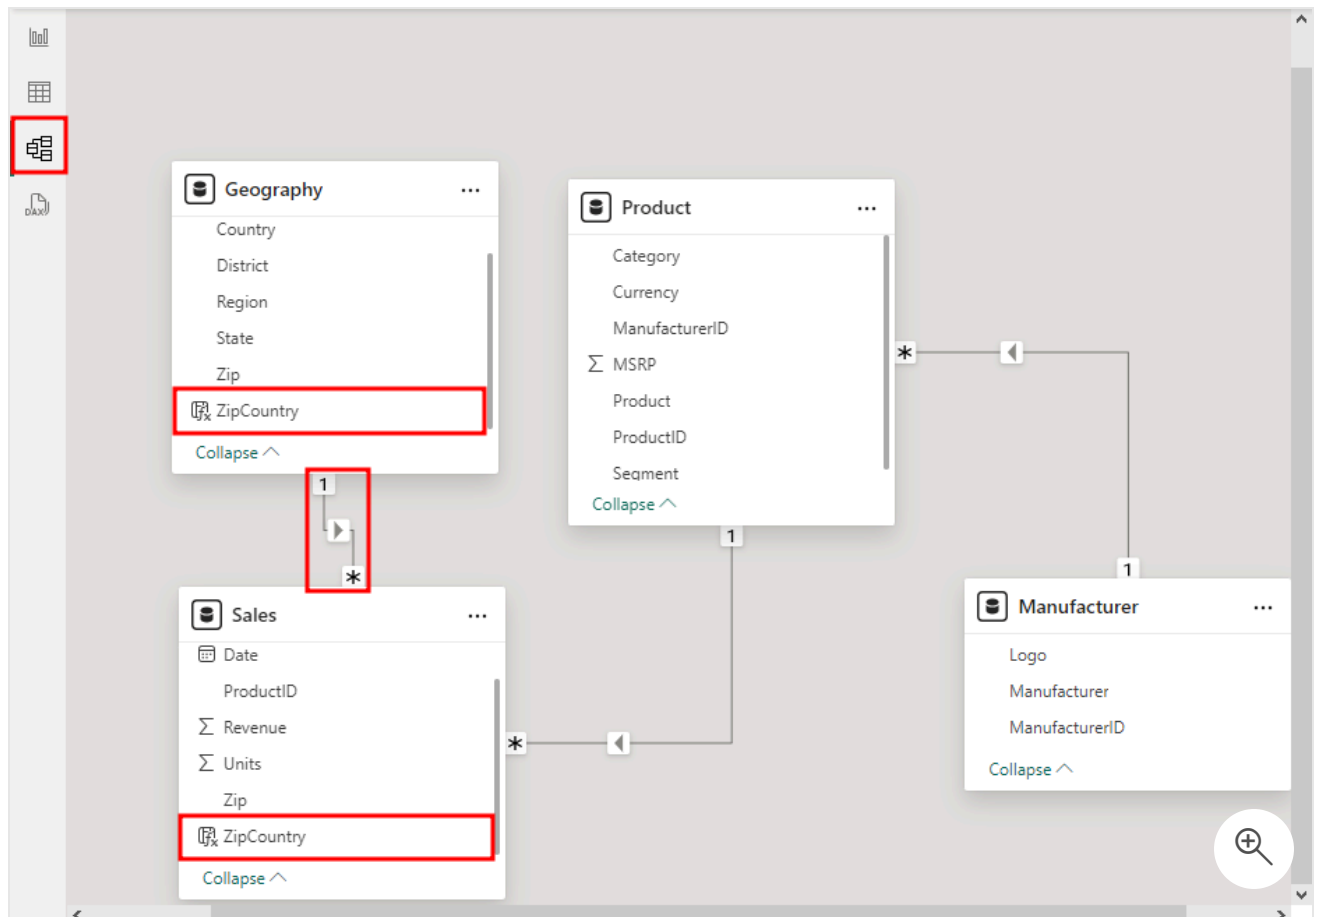 DAX
Geography
Country
District
Region
State
Zip
ZipCountry
Collapse
1
*
Sales
Date
ProductID
Revenue
Units
Zip
ZipCountry
Collapse
*
Product
Category
Currency
ManufacturerID
MSRP
Product
ProductID
Segment
Collapse
1
*
1
Manufacturer
Logo
Manufacturer
ManufacturerID
Collapse